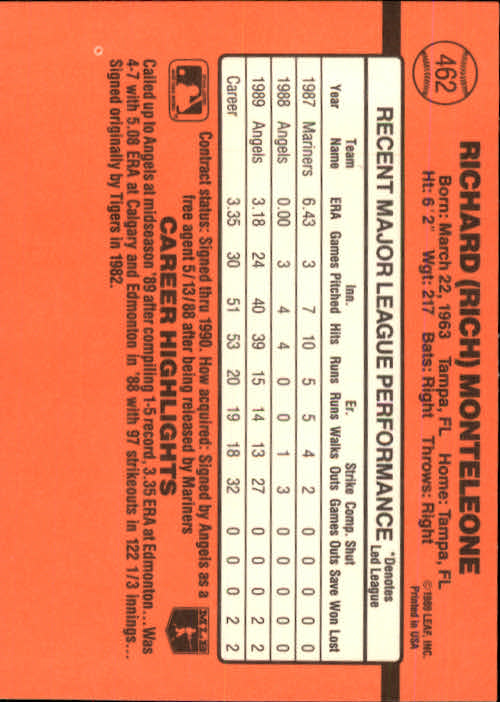 462
RICHARD (RICH) MONTELEONE
Born: March 22, 1963 Tampa, FL Home: Tampa, FL
Ht: 6' 2" Wgt: 217 Bats: Right Throws: Right
©1989 LEAF, INC.
Printed in USA
RECENT MAJOR LEAGUE PERFORMANCE
*Denotes
Led League
Team Inn. Er. Strike Comp. Shut
Year Name ERA Games Pitched Hits Runs Runs Walks Outs Games Outs Save Won Lost
1987 Mariners 6.43 3 7 10 5 5 4 2 0 0 0 0 0
1988 Angels 0.00 3 4 4 0 0 1 3 0 0 0 0 0
1989 Angels 3.18 24 40 39 15 14 13 27 0 0 0 2 2
Career 3.35 30 51 53 20 19 18 32 0 0 0 2 2
Contract status: Signed thru 1990. How acquired: Signed by Angels as a
free agent 5/13/88 after being released by Mariners
CAREER HIGHLIGHTS
MLB
Called up to Angels at midseason '89 after compiling 1-5 record, 3.35 ERA at Edmonton... Was
4-7 with 5.08 ERA at Calgary and Edmonton in '88 with 97 strikeouts in 122 1/3 innings...
Signed originally by Tigers in 1982.